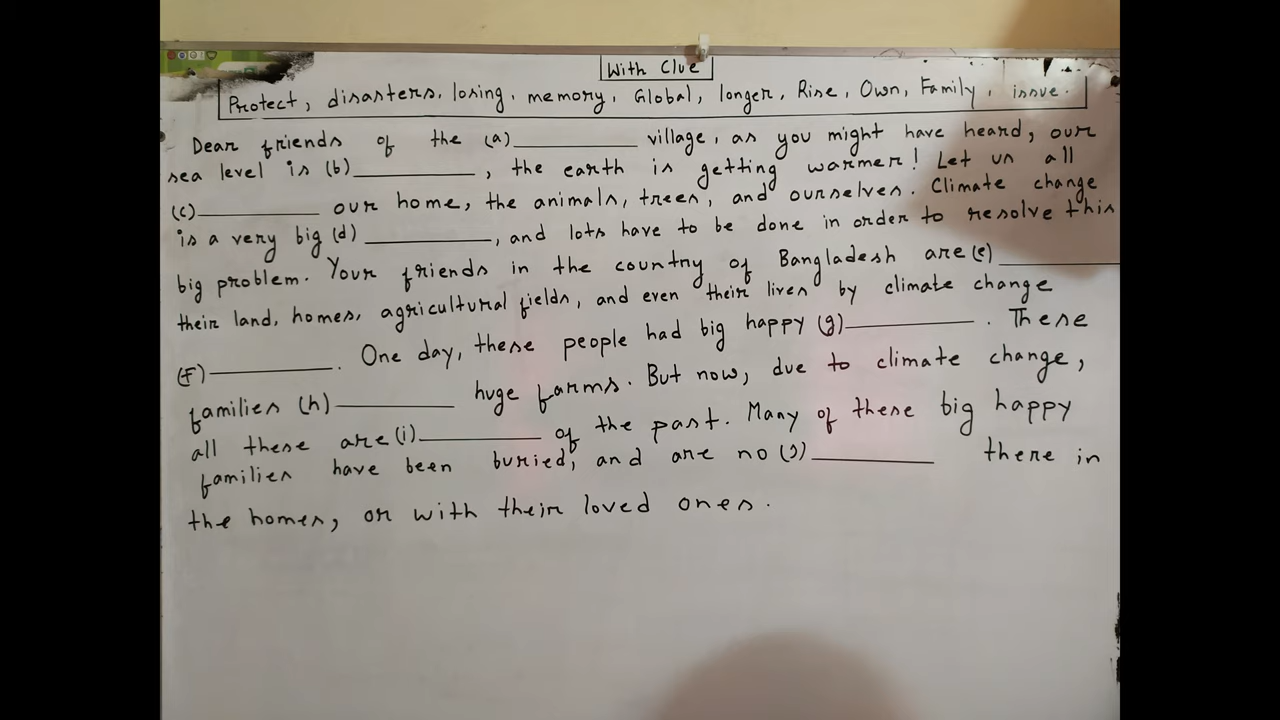 With Clue
Protect, disasters, losing, memory, Global, longer, Rise, Own, Family, issue.
Dear friends of the (a)__________ village, as you might have heard, our
sea level is (b)__________, the earth is getting warmer! Let us all
(c)__________ our home, the animals, trees, and ourselves. Climate change
is a very big (d)__________, and lots have to be done in order to resolve this
big problem. Your friends in the country of Bangladesh are (e)__________
their land, homes, agricultural fields, and even their lives by climate change
(f)__________. One day, these people had big happy (g)__________. These
families (h)__________ huge farms. But now, due to climate change,
all these are (i)__________ of the past. Many of these big happy
families have been buried, and are no (j)__________ there in
the homes, or with their loved ones.